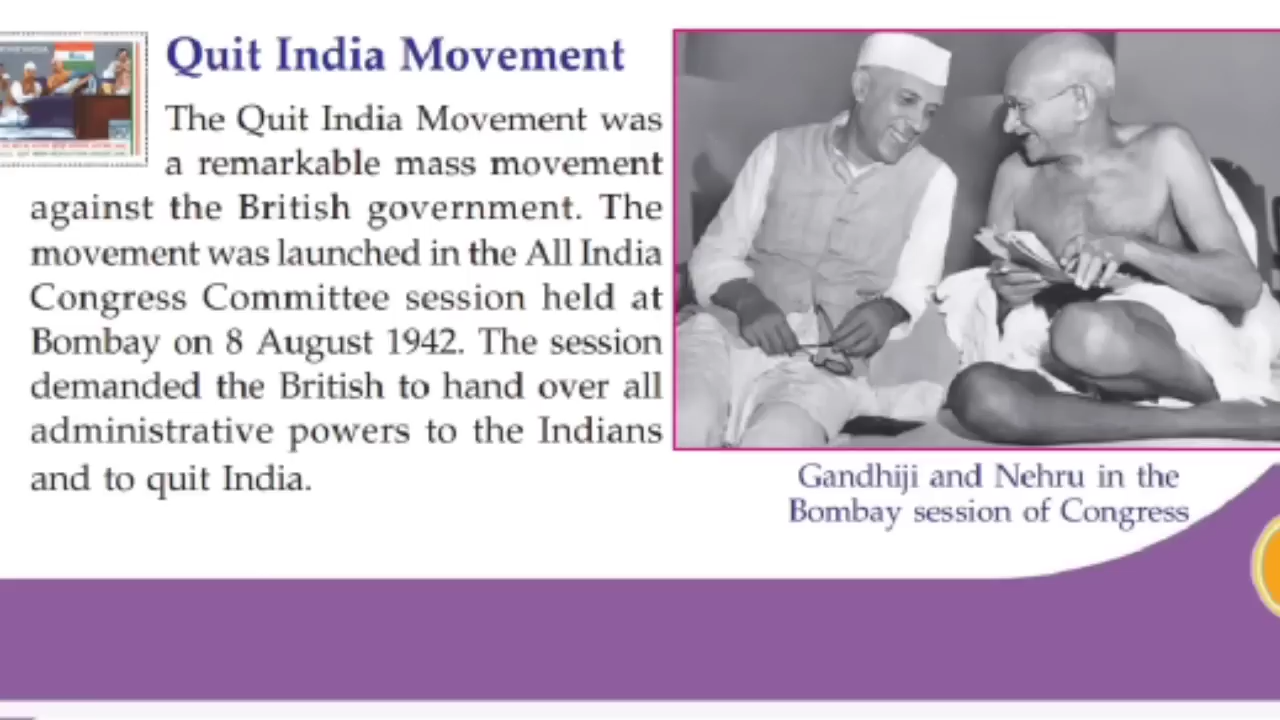 Quit India Movement
The Quit India Movement was
a remarkable mass movement
against the British government. The
movement was launched in the All India
Congress Committee session held at
Bombay on 8 August 1942. The session
demanded the British to hand over all
administrative powers to the Indians
and to quit India.
Gandhiji and Nehru in the
Bombay session of Congress